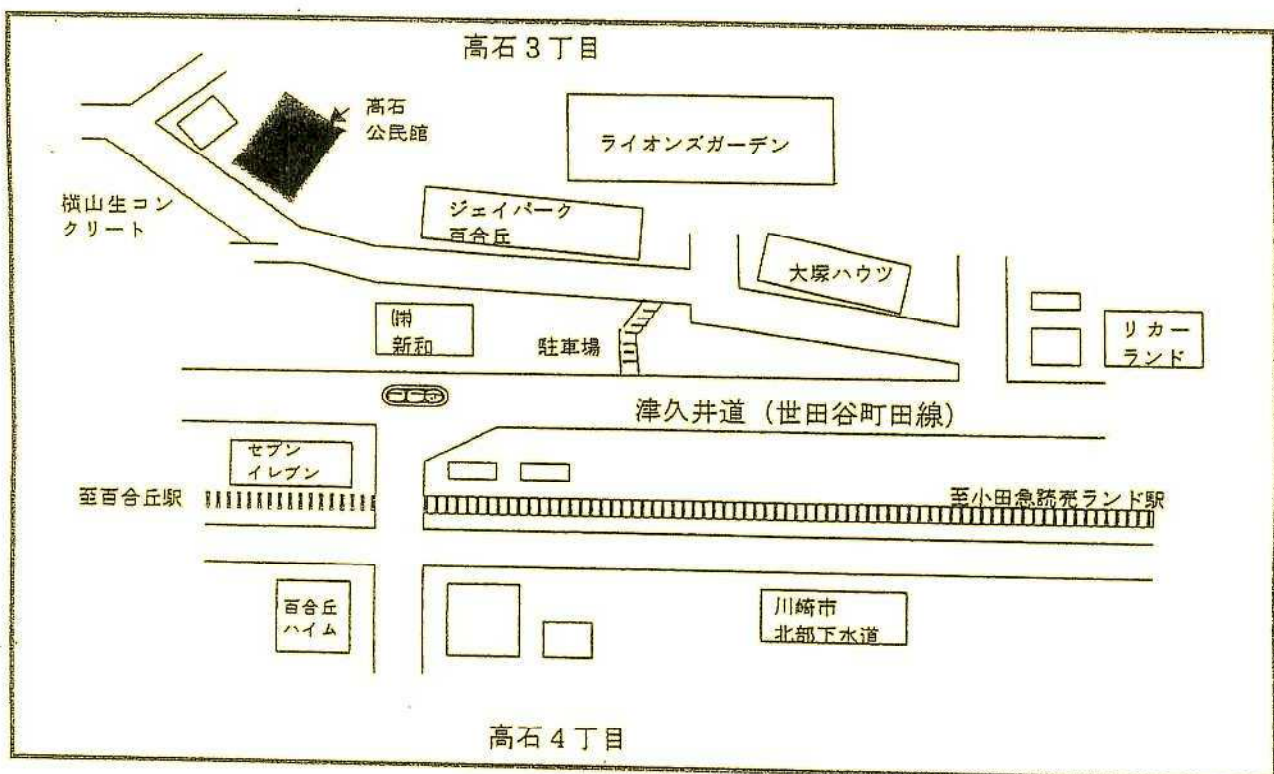 高石3丁目
高石
公民館
ライオンズガーデン
横山生コン
クリート
ジェイパーク
百合丘
大塚ハウツ
㈱
新和
駐車場
リカー
ランド
津久井道（世田谷町田線）
セブン
イレブン
至百合丘駅
至小田急読売ランド駅
百合丘
ハイム
川崎市
北部下水道
高石4丁目